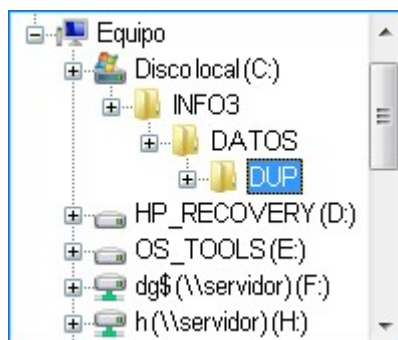 Equipo
Disco local (C:)
INFO3
DATOS
DUP
HP_RECOVERY (D:)
OS_TOOLS (E:)
dg$ (\\servidor) (F:)
h (\\servidor) (H:)